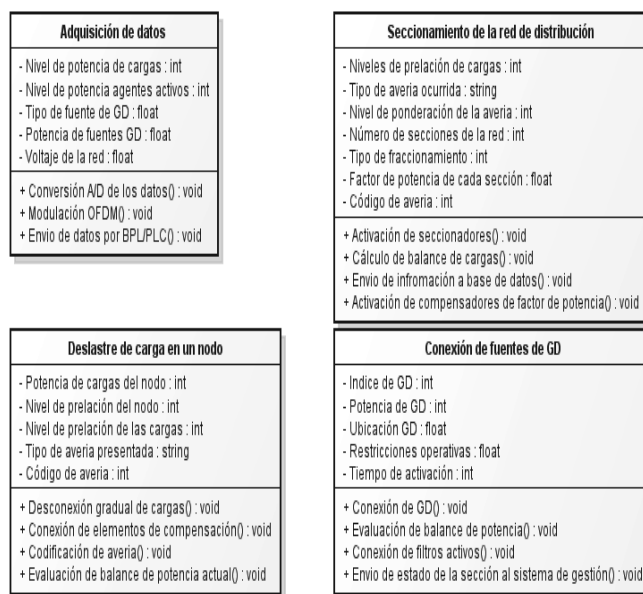 Adquisición de datos
- Nivel de potencia de cargas : int
- Nivel de potencia agentes activos : int
- Tipo de fuente de GD : float
- Potencia de fuentes GD : float
- Voltaje de la red : float
+ Conversión A/D de los datos() : void
+ Modulación OFDM() : void
+ Envio de datos por BPL/PLC() : void
Seccionamiento de la red de distribución
- Niveles de prelación de cargas : int
- Tipo de averia ocurrida : string
- Nivel de ponderación de la averia : int
- Número de secciones de la red : int
- Tipo de fraccionamiento : int
- Factor de potencia de cada sección : float
- Código de averia : int
+ Activación de seccionadores() : void
+ Cálculo de balance de cargas() : void
+ Envio de infromación a base de datos() : void
+ Activación de compensadores de factor de potencia() : void
Deslastre de carga en un nodo
- Potencia de cargas del nodo : int
- Nivel de prelación del nodo : int
- Nivel de prelación de las cargas : int
- Tipo de averia presentada : string
- Código de averia : int
+ Desconexión gradual de cargas() : void
+ Conexión de elementos de compensación() : void
+ Codificación de averia() : void
+ Evaluación de balance de potencia actual() : void
Conexión de fuentes de GD
- Indice de GD : int
- Potencia de GD : int
- Ubicación GD : float
- Restricciones operativas : float
- Tiempo de activación : int
+ Conexión de GD() : void
+ Evaluación de balance de potencia() : void
+ Conexión de filtros activos() : void
+ Envio de estado de la sección al sistema de gestión() : void